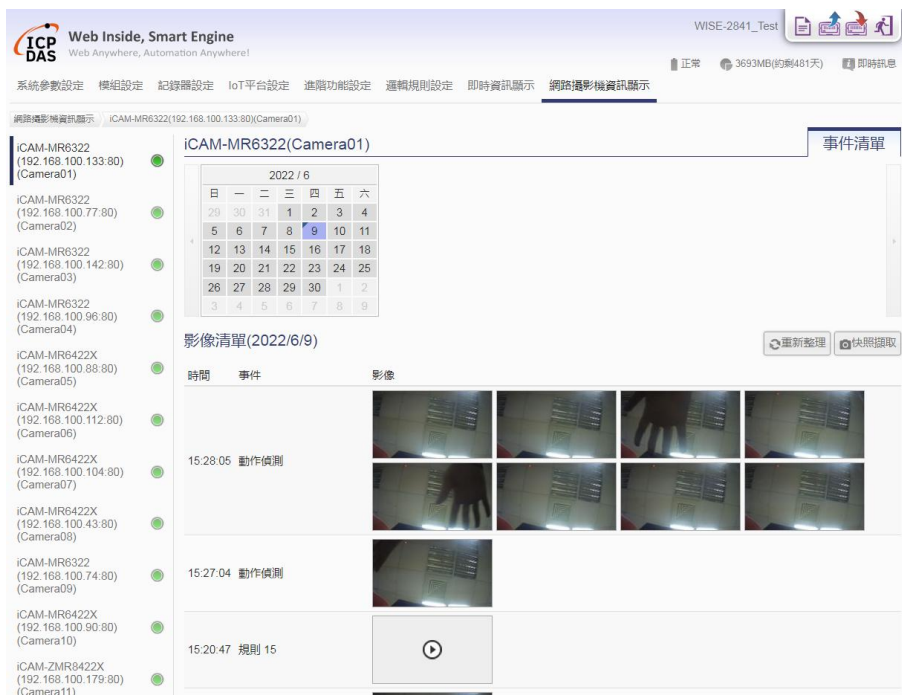 ICP DAS
Web Inside, Smart Engine
Web Anywhere, Automation Anywhere!
WISE-2841_Test
正常 3693MB(約剩481天) 即時訊息
系統參數設定 模組設定 記錄器設定 IoT平台設定 進階功能設定 邏輯規則設定 即時資訊顯示 網路攝影機資訊顯示
網路攝影機資訊顯示 iCAM-MR6322(192.168.100.133:80)(Camera01)
iCAM-MR6322
(192.168.100.133:80)
(Camera01)
iCAM-MR6322
(192.168.100.77:80)
(Camera02)
iCAM-MR6322
(192.168.100.142:80)
(Camera03)
iCAM-MR6322
(192.168.100.96:80)
(Camera04)
iCAM-MR6422X
(192.168.100.88:80)
(Camera05)
iCAM-MR6422X
(192.168.100.112:80)
(Camera06)
iCAM-MR6422X
(192.168.100.104:80)
(Camera07)
iCAM-MR6422X
(192.168.100.43:80)
(Camera08)
iCAM-MR6322
(192.168.100.74:80)
(Camera09)
iCAM-MR6422X
(192.168.100.90:80)
(Camera10)
iCAM-ZMR8422X
(192.168.100.179:80)
(Camera11)
iCAM-MR6322(Camera01)
事件清單
2022 / 6
日 一 二 三 四 五 六
29 30 31 1 2 3 4
5 6 7 8 9 10 11
12 13 14 15 16 17 18
19 20 21 22 23 24 25
26 27 28 29 30 1 2
3 4 5 6 7 8 9
影像清單(2022/6/9)
重新整理 快照擷取
時間 事件 影像
15:28:05 動作偵測
15:27:04 動作偵測
15:20:47 規則 15